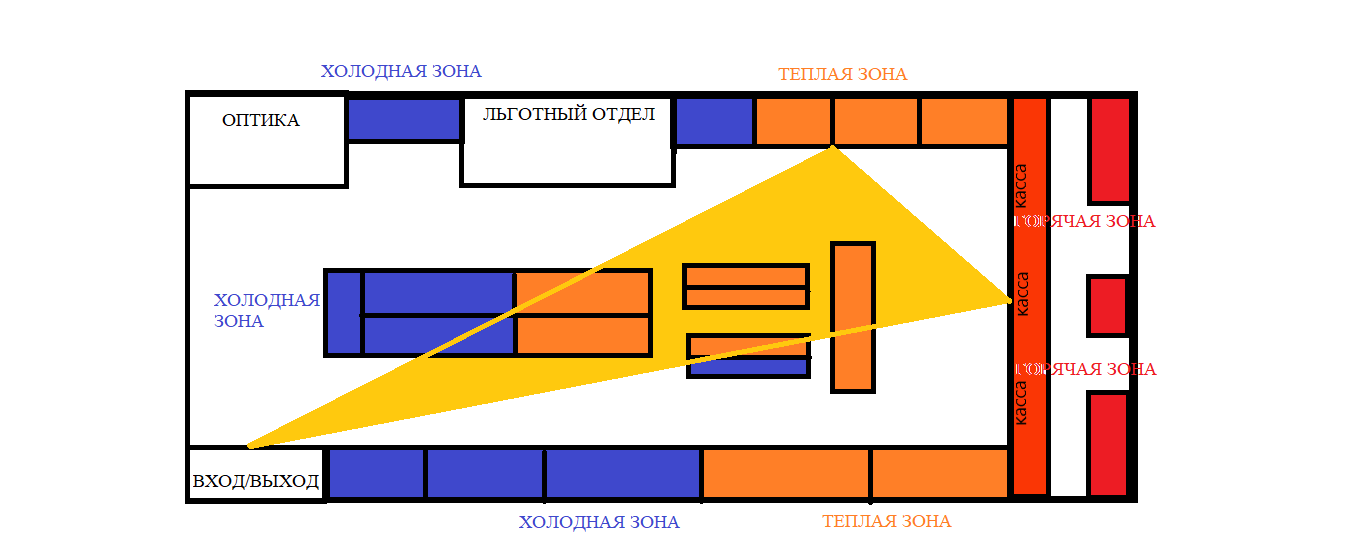 ХОЛОДНАЯ ЗОНА
ТЕПЛАЯ ЗОНА
ОПТИКА
ЛЬГОТНЫЙ ОТДЕЛ
касса
ГОРЯЧАЯ ЗОНА
ХОЛОДНАЯ
ЗОНА
касса
ГОРЯЧАЯ ЗОНА
касса
ВХОД/ВЫХОД
ХОЛОДНАЯ ЗОНА
ТЕПЛАЯ ЗОНА